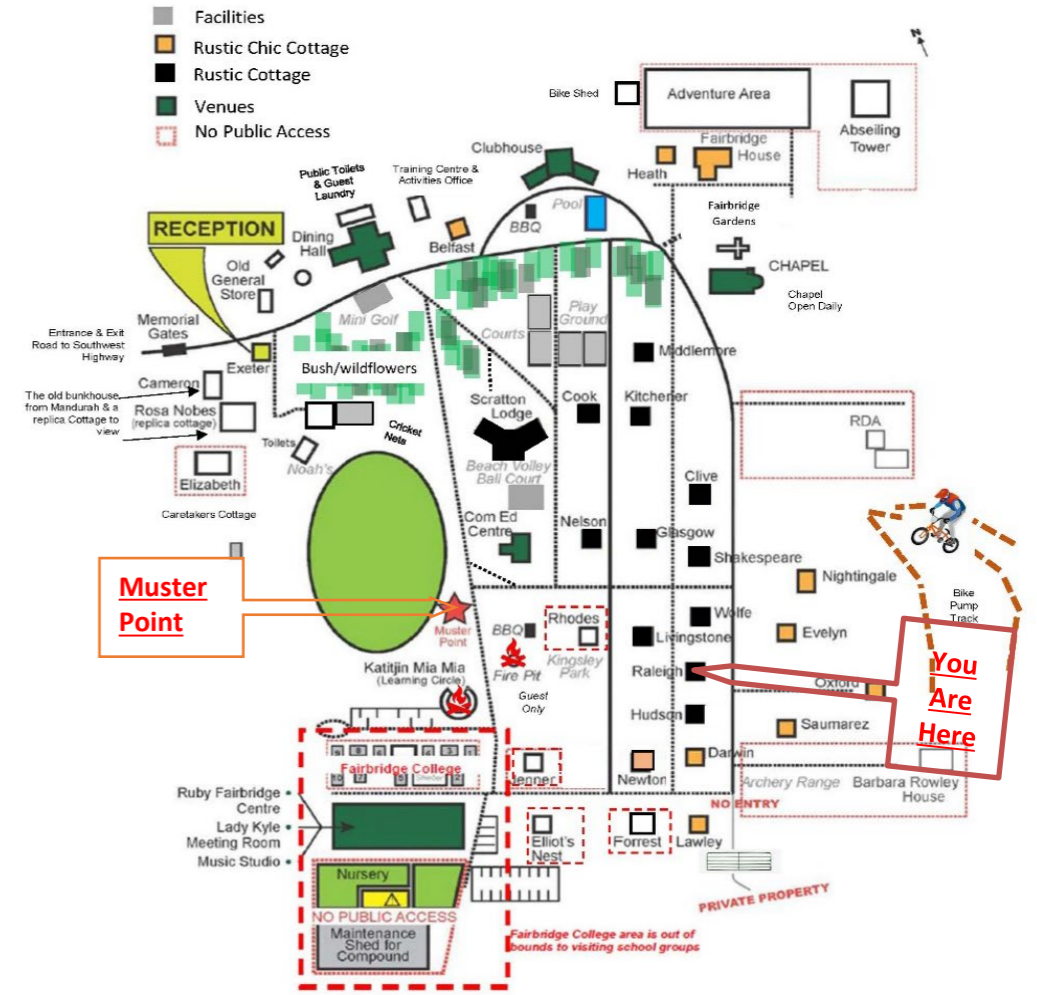 Facilities
Rustic Chic Cottage
Rustic Cottage
Venues
No Public Access
N
Bike Shed
Adventure Area
Abseiling
Tower
Fairbridge
House
Heath
Clubhouse
Public Toilets
& Guest
Laundry
Training Centre &
Activities Office
Pool
BBQ
Fairbridge
Gardens
RECEPTION
Dining
Hall
Belfast
CHAPEL
Chapel
Open Daily
Old
General
Store
Mini Golf
Memorial
Gates
Entrance & Exit
Road to Southwest
Highway
Exeter
Courts
Play
Ground
Middlemore
Bush/wildflowers
Cameron
The old bunkhouse
from Mandurah & a
replica Cottage to
view
Rosa Nobes
(replica cottage)
Toilets
Noah's
Cricket
Nets
Scratton
Lodge
Cook
Kitchener
RDA
Elizabeth
Caretakers Cottage
Beach Volley
Ball Court
Clive
Com Ed
Centre
Nelson
Glasgow
Shakespeare
Nightingale
Bike
Pump
Track
Muster
Point
Muster
Point
BBQ
Fire Pit
Guest
Only
Rhodes
Kingsley
Park
Wolfe
Livingstone
Evelyn
Raleigh
Oxford
You
Are
Here
Katitjin Mia Mia
(Learning Circle)
Hudson
Saumarez
Fairbridge College
Jenner
Newton
Darwin
Archery Range
Barbara Rowley
House
Ruby Fairbridge
Centre
Lady Kyle
Meeting Room
Music Studio
NO ENTRY
Elliot's
Nest
Forrest
Lawley
Nursery
NO PUBLIC ACCESS
Maintenance
Shed for
Compound
PRIVATE PROPERTY
Fairbridge College area is out of
bounds to visiting school groups